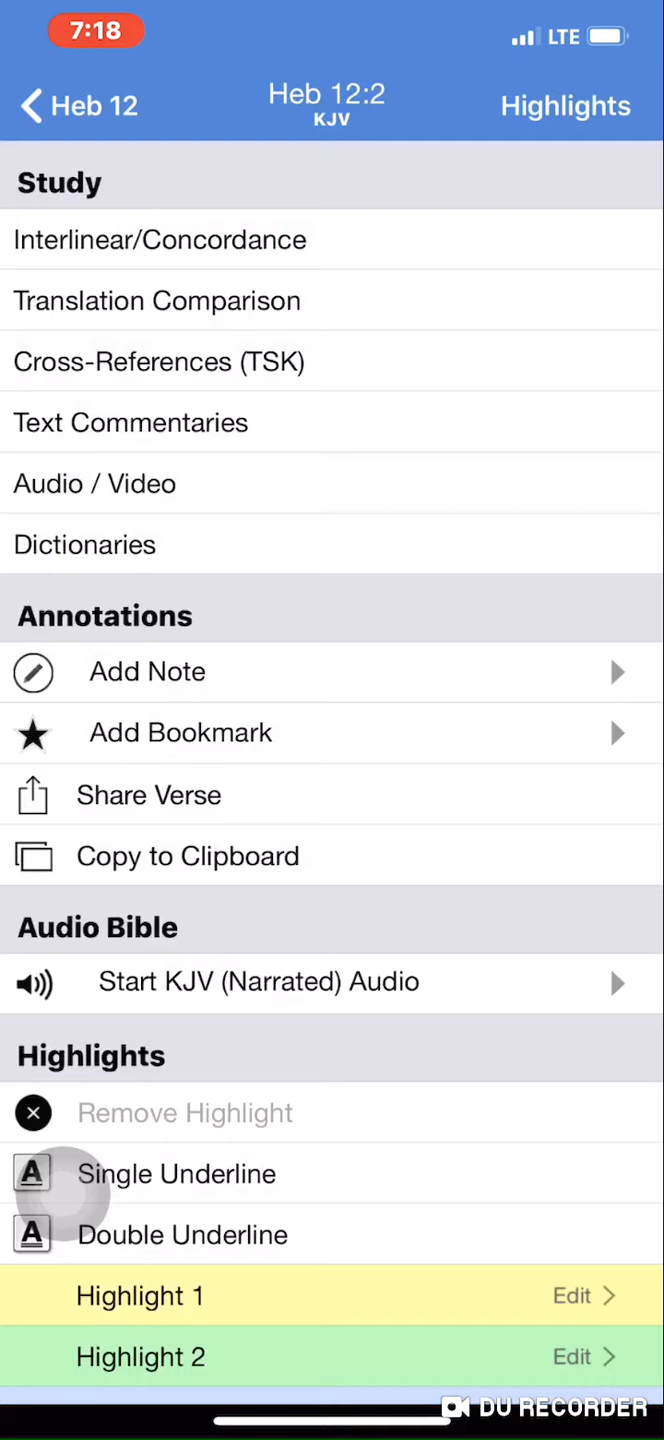 7:18
LTE
Heb 12
Heb 12:2
KJV
Highlights
Study
Interlinear/Concordance
Translation Comparison
Cross-References (TSK)
Text Commentaries
Audio / Video
Dictionaries
Annotations
Add Note
Add Bookmark
Share Verse
Copy to Clipboard
Audio Bible
Start KJV (Narrated) Audio
Highlights
Remove Highlight
A Single Underline
A Double Underline
Highlight 1 Edit
Highlight 2 Edit
DU RECORDER